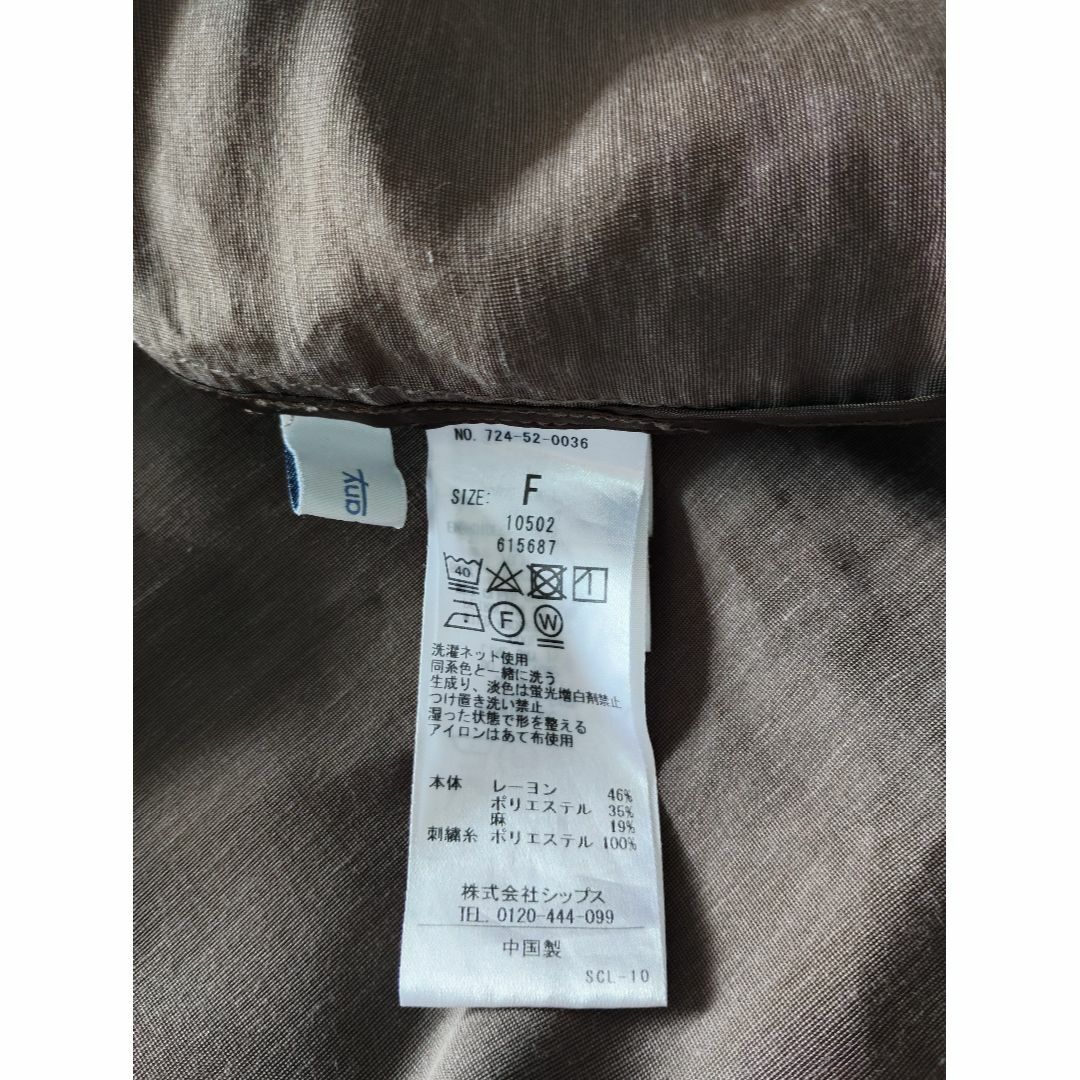 NO. 724-52-0036
SIZE: F
10502
615687
40
F
W
洗濯ネット使用
同系色と一緒に洗う
生成り、淡色は蛍光増白剤禁止
つけ置き洗い禁止
湿った状態で形を整える
アイロンはあて布使用
本体 レーヨン 46%
ポリエステル 35%
麻 19%
刺繍糸 ポリエステル 100%
株式会社シップス
TEL. 0120-444-099
中国製
SCL-10